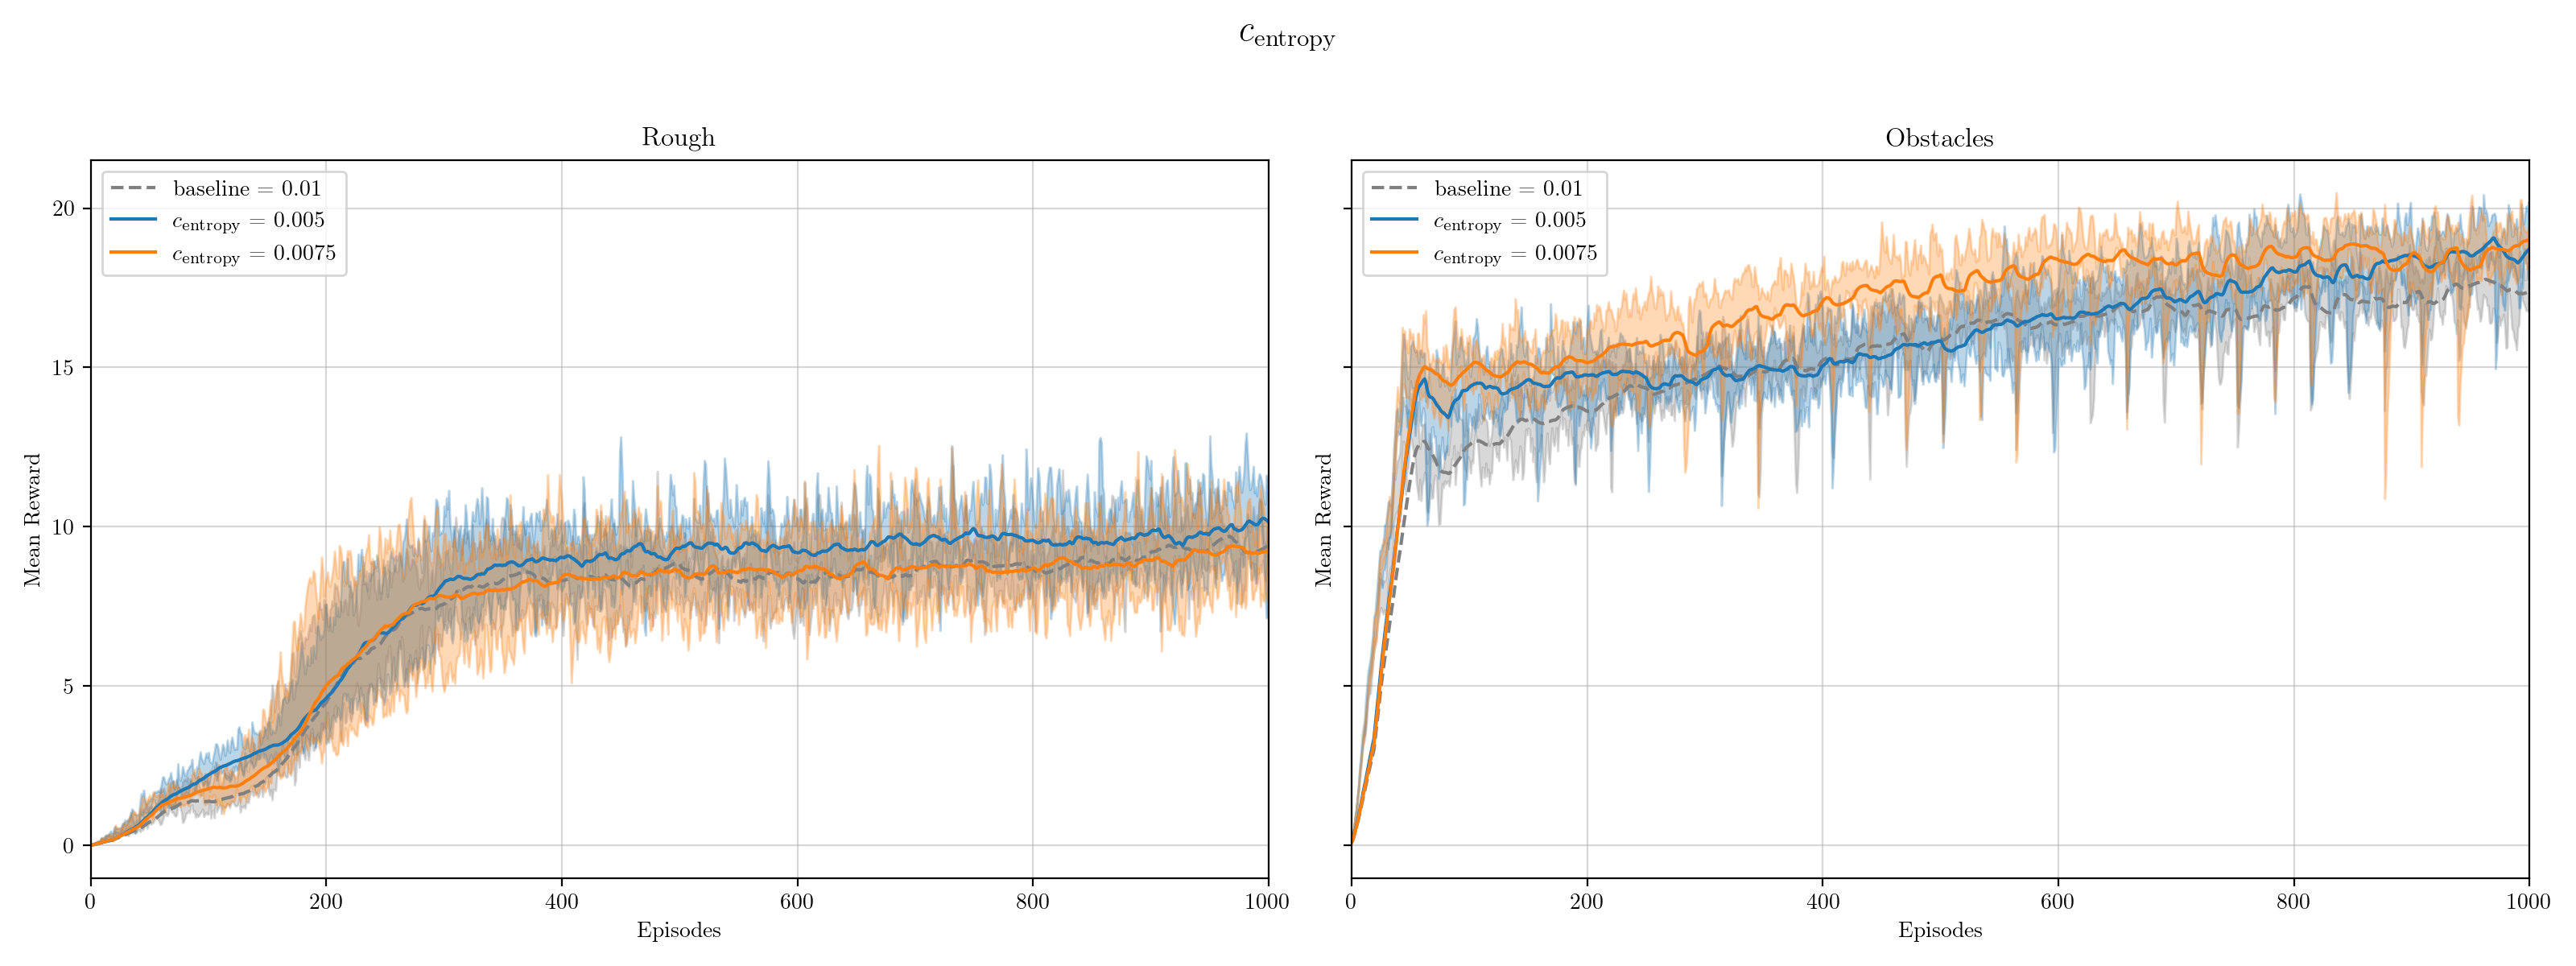 c_entropy
Rough
baseline = 0.01
c_entropy = 0.005
c_entropy = 0.0075
20
15
10
5
0
Mean Reward
0 200 400 600 800 1000
Episodes
Obstacles
baseline = 0.01
c_entropy = 0.005
c_entropy = 0.0075
Mean Reward
0 200 400 600 800 1000
Episodes